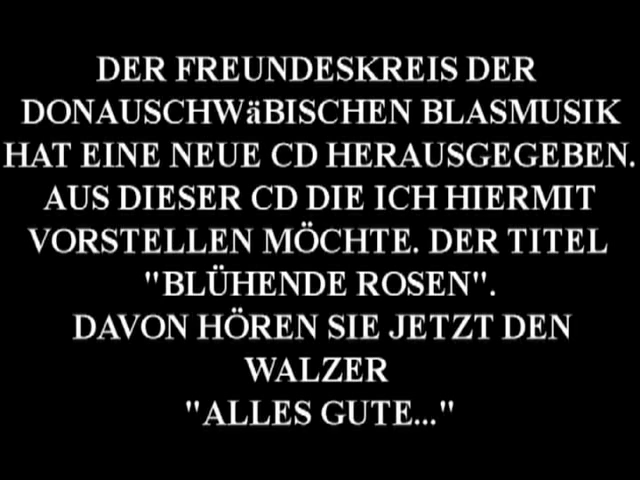 DER FREUNDESKREIS DER
DONAUSCHWäBISCHEN BLASMUSIK
HAT EINE NEUE CD HERAUSGEGEBEN.
AUS DIESER CD DIE ICH HIERMIT
VORSTELLEN MÖCHTE. DER TITEL
"BLÜHENDE ROSEN".
DAVON HÖREN SIE JETZT DEN
WALZER
"ALLES GUTE..."